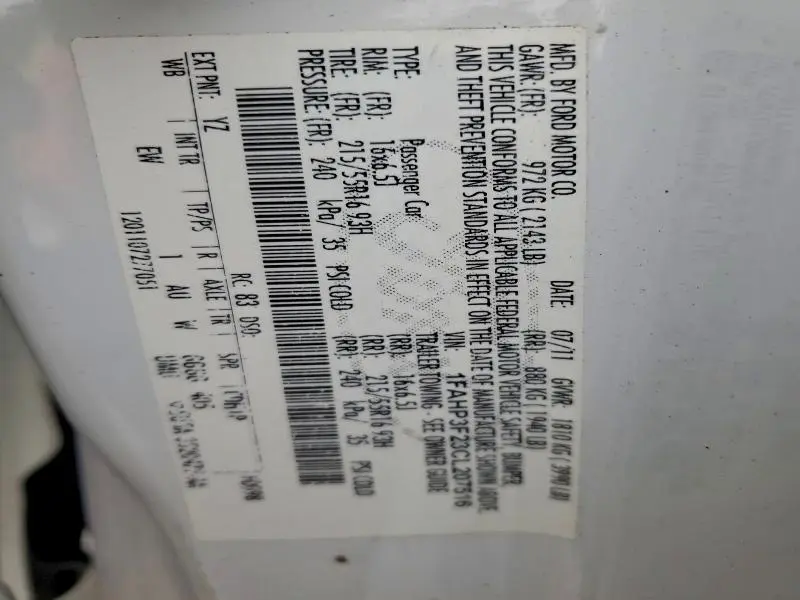 MFD. BY FORD MOTOR CO.
DATE: 07/11 GVWR: 1810 KG / 3990 LB
GAWR: (FR): 972 KG (2143 LB) (RR): 880 KG (1940 LB)
THIS VEHICLE CONFORMS TO ALL APPLICABLE FEDERAL MOTOR VEHICLE SAFETY, BUMPER,
AND THEFT PREVENTION STANDARDS IN EFFECT ON THE DATE OF MANUFACTURE SHOWN ABOVE.
VIN: 1FAHP3F29CL207516
TYPE: Passenger Car TRAILER TOWING - SEE OWNER GUIDE
RIM: (FR): 16x6.5J (RR): 16x6.5J
TIRE: (FR): 215/55R16 93H (RR): 215/55R16 93H
PRESSURE: (FR): 240 kPa/ 35 PSI COLD (RR): 240 kPa/ 35 PSI COLD
RC: 83 DSO:
EXT PNT: YZ
WB INT TR TP/PS R AXLE TR SPR
EW 1 AU W
1201107277051